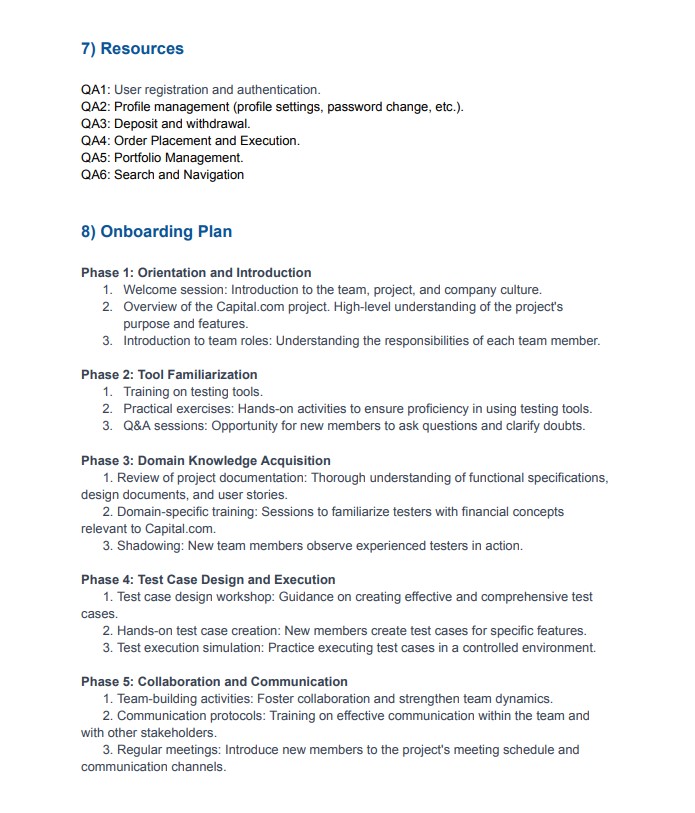 7) Resources
QA1: User registration and authentication.
QA2: Profile management (profile settings, password change, etc.).
QA3: Deposit and withdrawal.
QA4: Order Placement and Execution.
QA5: Portfolio Management.
QA6: Search and Navigation
8) Onboarding Plan
Phase 1: Orientation and Introduction
1. Welcome session: Introduction to the team, project, and company culture.
2. Overview of the Capital.com project. High-level understanding of the project's
purpose and features.
3. Introduction to team roles: Understanding the responsibilities of each team member.
Phase 2: Tool Familiarization
1. Training on testing tools.
2. Practical exercises: Hands-on activities to ensure proficiency in using testing tools.
3. Q&A sessions: Opportunity for new members to ask questions and clarify doubts.
Phase 3: Domain Knowledge Acquisition
1. Review of project documentation: Thorough understanding of functional specifications,
design documents, and user stories.
2. Domain-specific training: Sessions to familiarize testers with financial concepts
relevant to Capital.com.
3. Shadowing: New team members observe experienced testers in action.
Phase 4: Test Case Design and Execution
1. Test case design workshop: Guidance on creating effective and comprehensive test
cases.
2. Hands-on test case creation: New members create test cases for specific features.
3. Test execution simulation: Practice executing test cases in a controlled environment.
Phase 5: Collaboration and Communication
1. Team-building activities: Foster collaboration and strengthen team dynamics.
2. Communication protocols: Training on effective communication within the team and
with other stakeholders.
3. Regular meetings: Introduce new members to the project's meeting schedule and
communication channels.